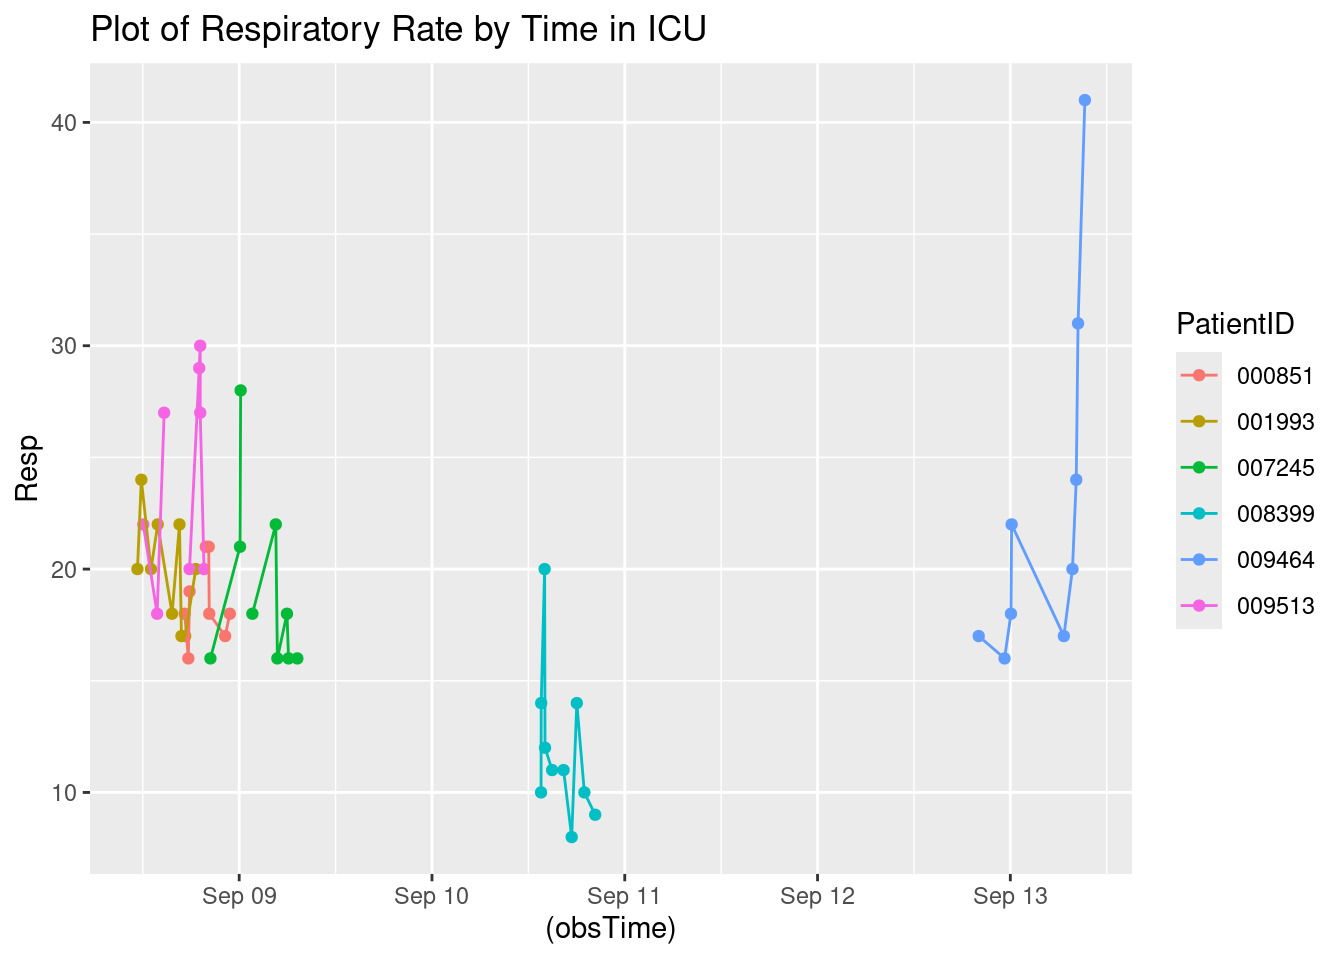 Plot of Respiratory Rate by Time in ICU
40
30
20
10
Resp
Sep 09
Sep 10
Sep 11
Sep 12
Sep 13
(obsTime)
PatientID
000851
001993
007245
008399
009464
009513